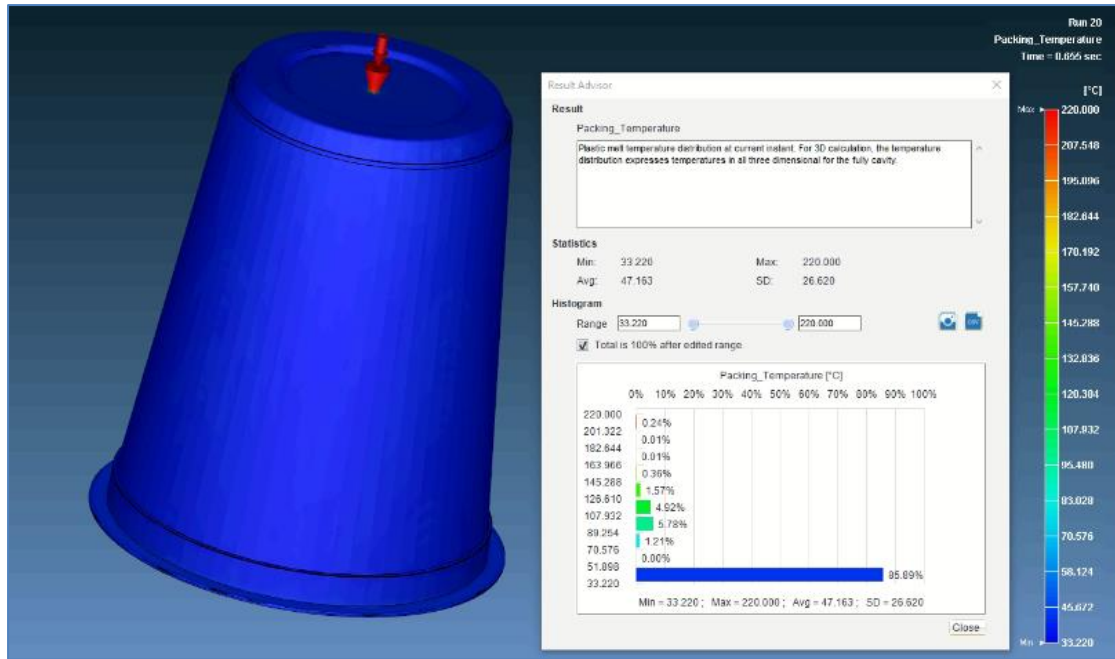 Run 20
Packing_Temperature
Time = 0.655 sec
[°C]
Max
220.000
207.548
195.096
182.644
170.192
157.740
145.288
132.836
120.384
107.932
95.480
83.028
70.576
58.124
45.672
Min
33.220
Result Advisor
Result
Packing_Temperature
Plastic melt temperature distribution at current instant. For 3D calculation, the temperature
distribution expresses temperatures in all three dimensional for the fully cavity.
Statistics
Min: 33.220 Max: 220.000
Avg: 47.163 SD: 26.620
Histogram
Range 33.220 220.000
Total is 100% after edited range
Packing_Temperature [°C]
0% 10% 20% 30% 40% 50% 60% 70% 80% 90% 100%
220.000
0.24%
201.322
0.01%
182.644
0.01%
163.966
0.36%
145.288
1.57%
126.610
4.92%
107.932
5.78%
89.254
1.21%
70.576
0.00%
51.898
85.89%
33.220
Min = 33.220 ; Max = 220.000 ; Avg = 47.163 ; SD = 26.620
Close